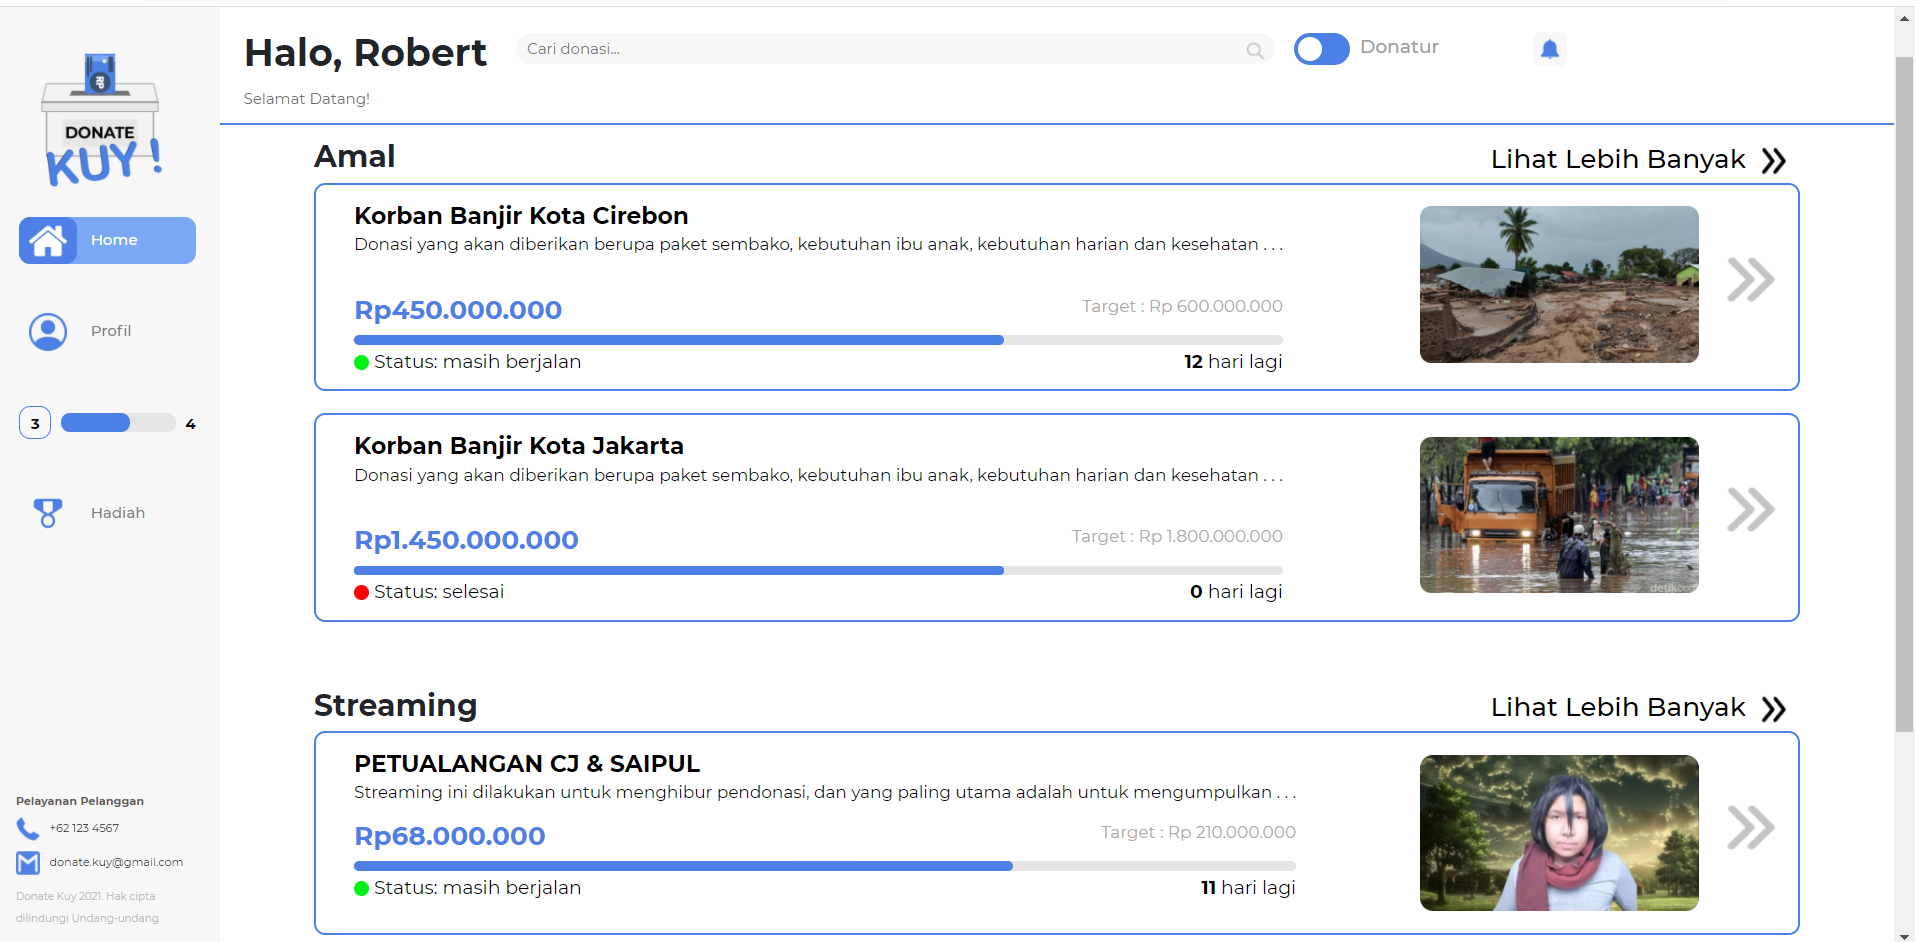 RP
DONATE
KUY !
Home
Profil
3
4
Hadiah
Pelayanan Pelanggan
+62 123 4567
donate.kuy@gmail.com
Donate Kuy 2021. Hak cipta
dilindungi Undang-undang
Halo, Robert
Cari donasi...
Donatur
Selamat Datang!
Amal
Lihat Lebih Banyak
Korban Banjir Kota Cirebon
Donasi yang akan diberikan berupa paket sembako, kebutuhan ibu anak, kebutuhan harian dan kesehatan . . .
Rp450.000.000
Target : Rp 600.000.000
Status: masih berjalan
12 hari lagi
Korban Banjir Kota Jakarta
Donasi yang akan diberikan berupa paket sembako, kebutuhan ibu anak, kebutuhan harian dan kesehatan . . .
Rp1.450.000.000
Target : Rp 1.800.000.000
Status: selesai
0 hari lagi
detikcom
Streaming
Lihat Lebih Banyak
PETUALANGAN CJ & SAIPUL
Streaming ini dilakukan untuk menghibur pendonasi, dan yang paling utama adalah untuk mengumpulkan . . .
Rp68.000.000
Target : Rp 210.000.000
Status: masih berjalan
11 hari lagi